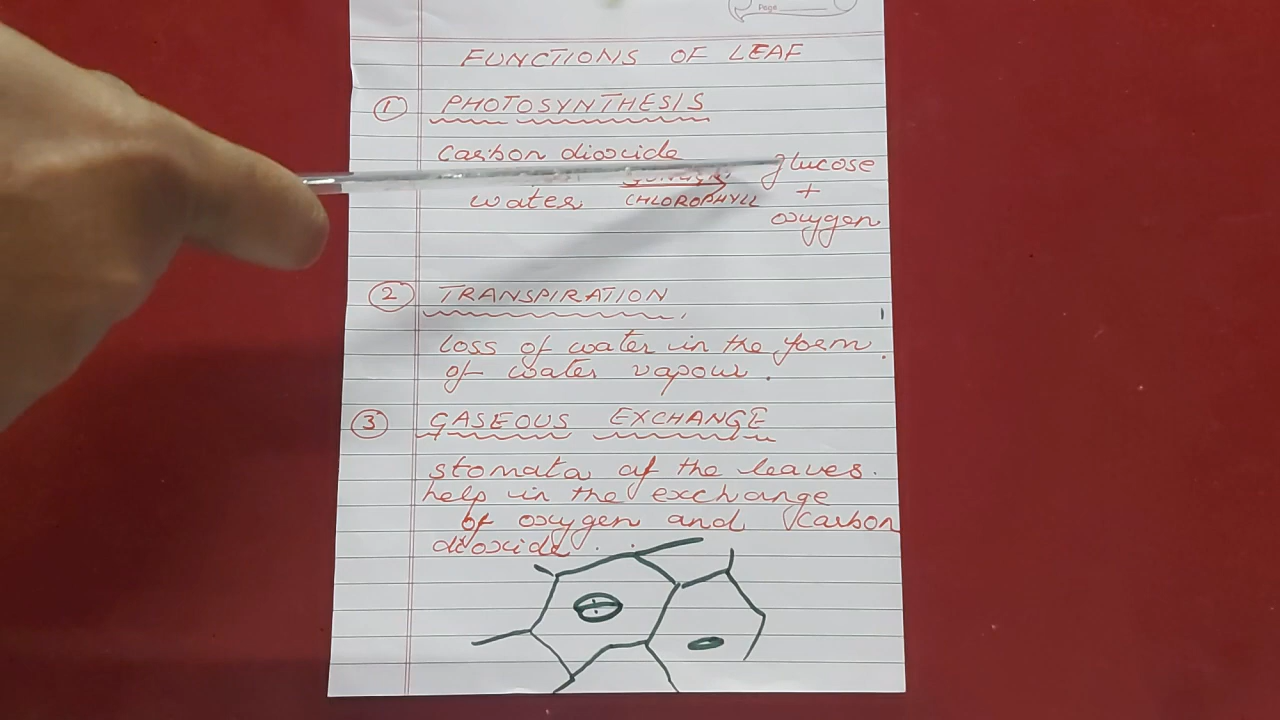 Page
FUNCTIONS OF LEAF
① PHOTOSYNTHESIS
Carbon dioxide glucose
water CHLOROPHYLL +
oxygen
② TRANSPIRATION
loss of water in the form
of water vapour.
③ GASEOUS EXCHANGE
stomata of the leaves.
help in the exchange
of oxygen and carbon
dioxide.